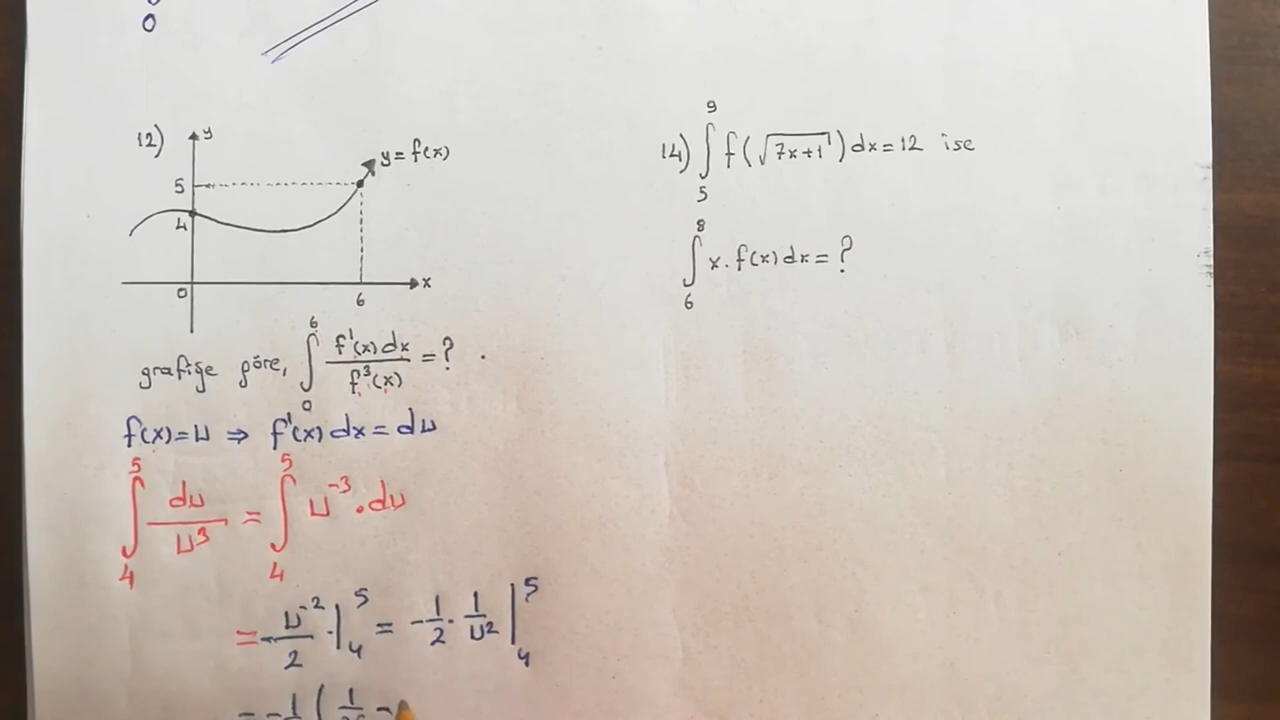 0
12) y
y=f(x)
5
4
0 6 x
grafiğe göre, ∫₀⁶ f'(x)dx / f³(x) = ? .
f(x)=u ⇒ f'(x) dx = du
∫₄⁵ du / u³ = ∫₄⁵ u⁻³ . du
= -u⁻² / 2 . |₄⁵ = -1/2 . 1/u² |₄⁵
14) ∫₅⁹ f(√7x+1) dx = 12 ise
∫₆⁸ x . f(x) dx = ?